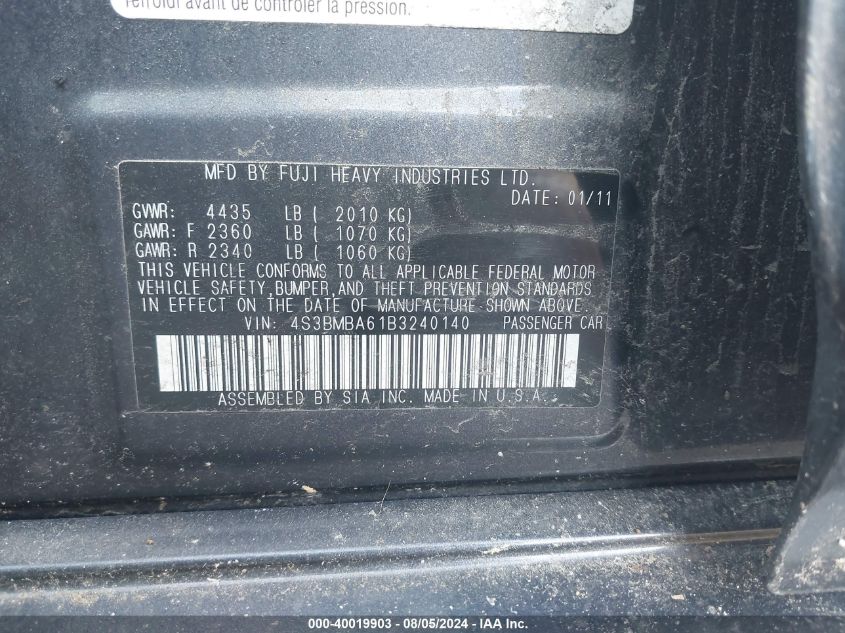 refroidi avant de contrôler la pression.
MFD BY FUJI HEAVY INDUSTRIES LTD.
DATE: 01/11
GVWR: 4435 LB ( 2010 KG)
GAWR: F 2360 LB ( 1070 KG)
GAWR: R 2340 LB ( 1060 KG)
THIS VEHICLE CONFORMS TO ALL APPLICABLE FEDERAL MOTOR
VEHICLE SAFETY, BUMPER, AND THEFT PREVENTION STANDARDS
IN EFFECT ON THE DATE OF MANUFACTURE SHOWN ABOVE.
VIN: 4S3BMBA61B3240140 PASSENGER CAR
ASSEMBLED BY SIA INC. MADE IN U.S.A.
000-40019903 - 08/05/2024 - IAAI.COM